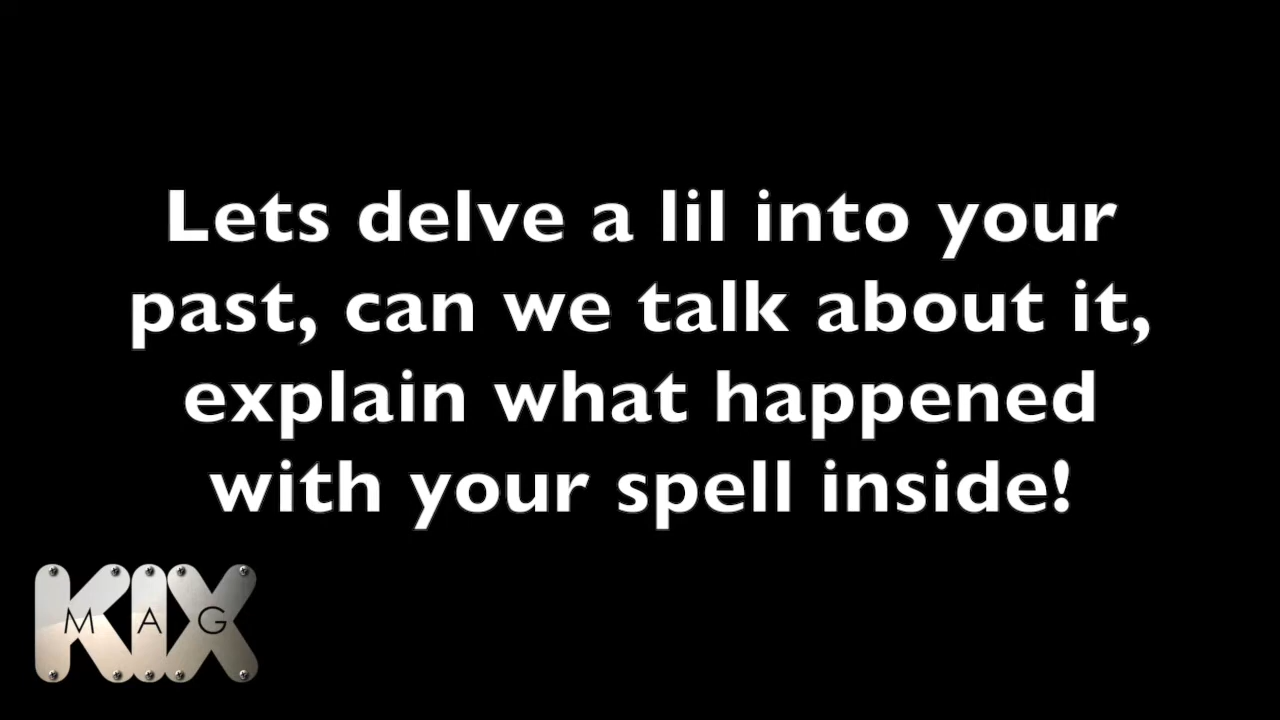 Lets delve a lil into your
past, can we talk about it,
explain what happened
with your spell inside!
KIX
MAG